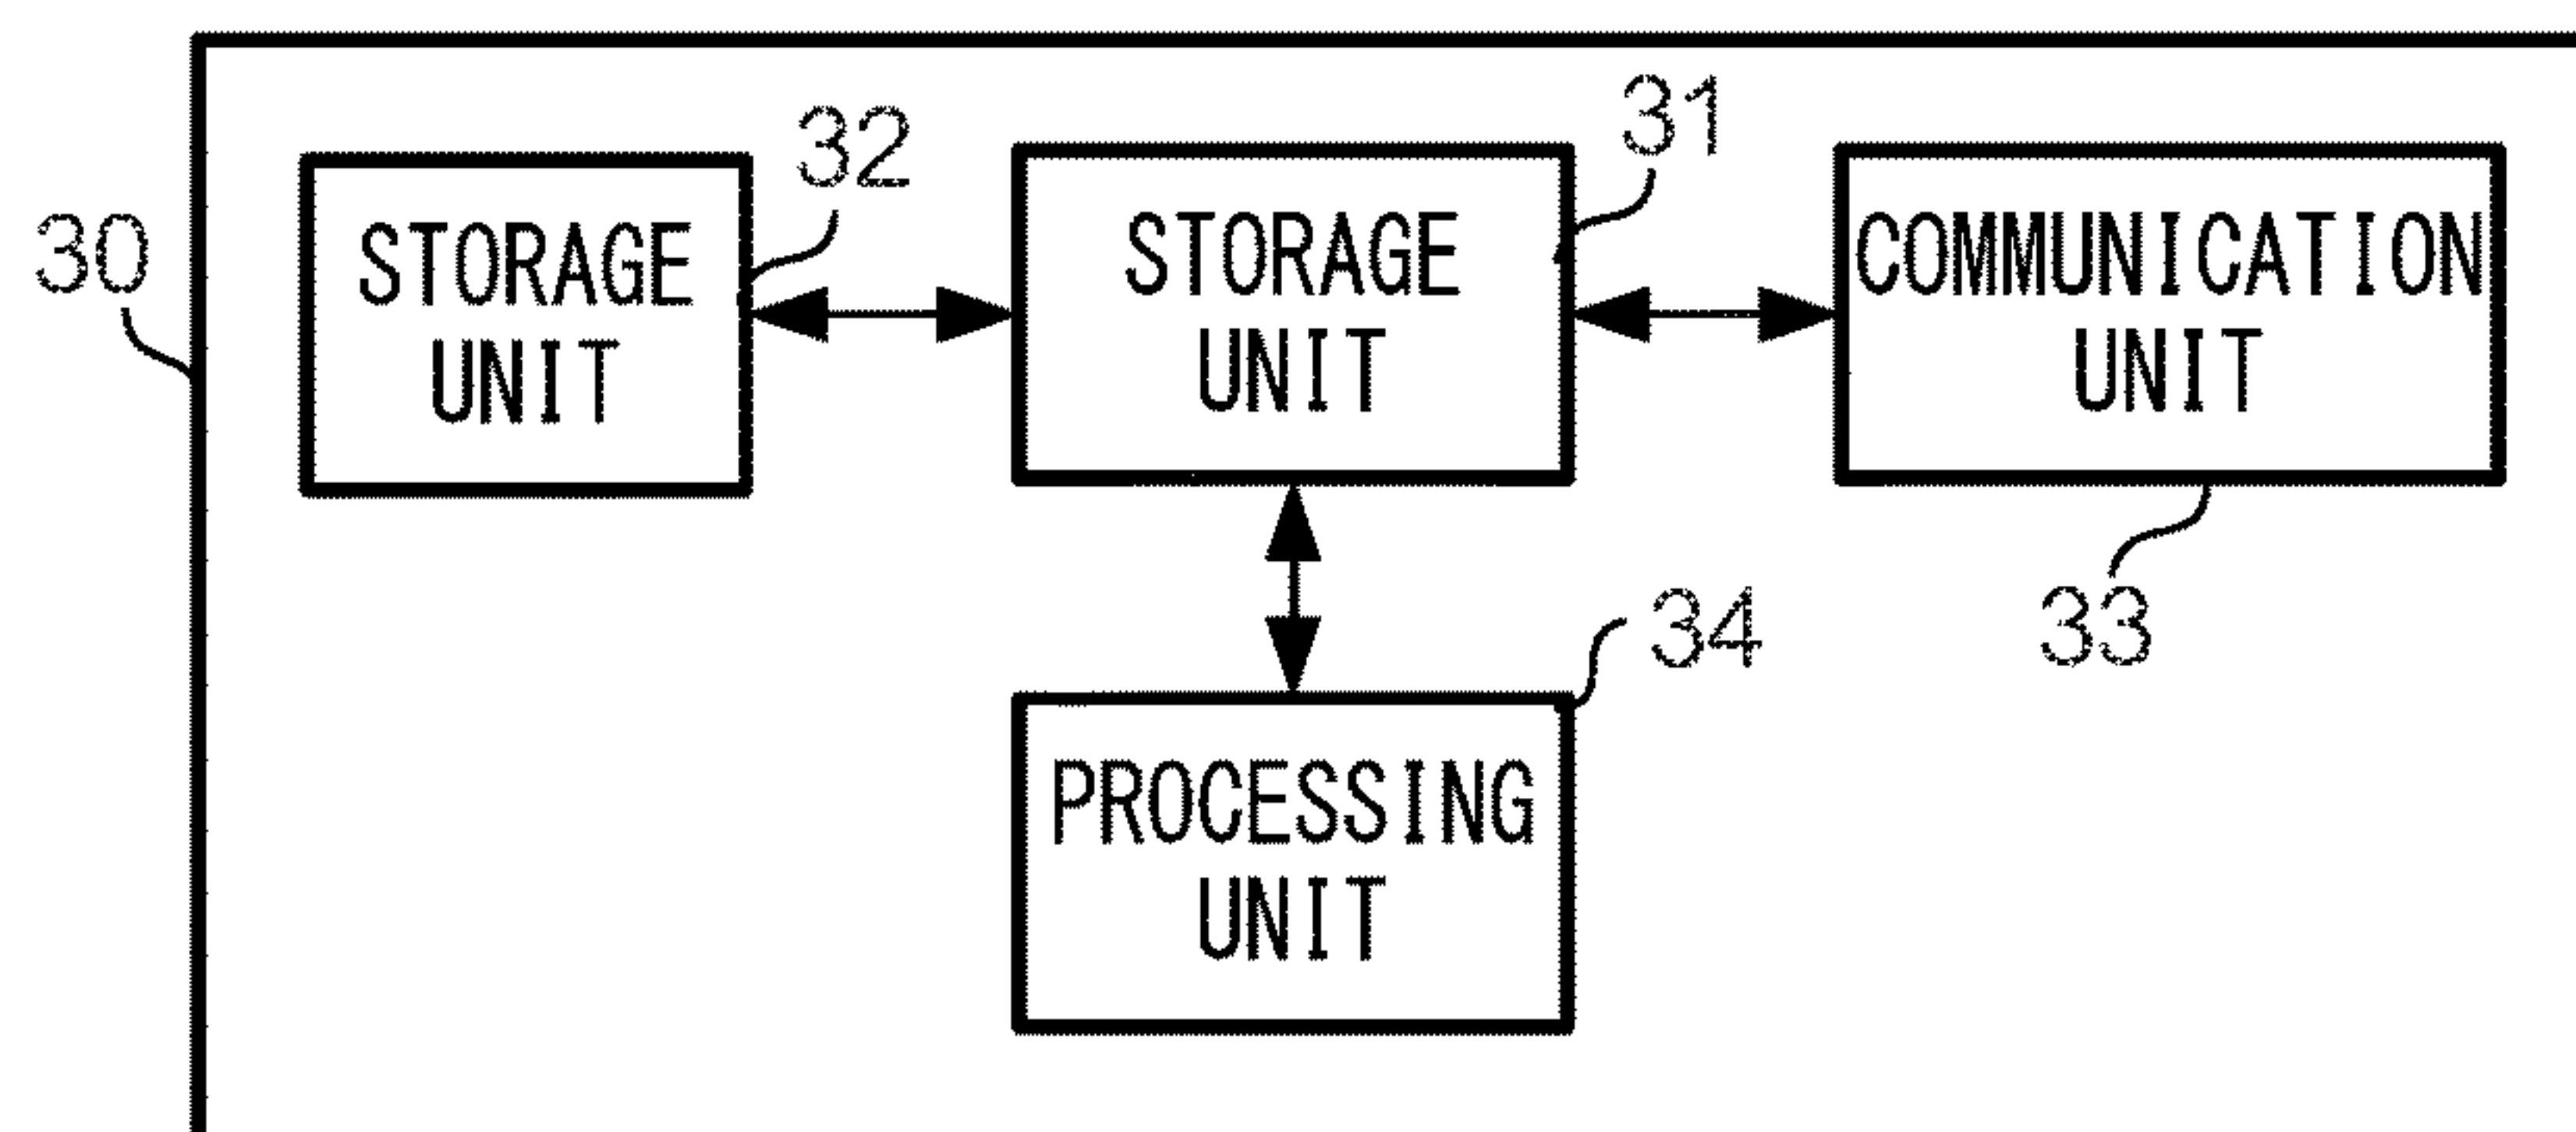 30
32
31
STORAGE
UNIT
STORAGE
UNIT
COMMUNICATION
UNIT
33
34
PROCESSING
UNIT